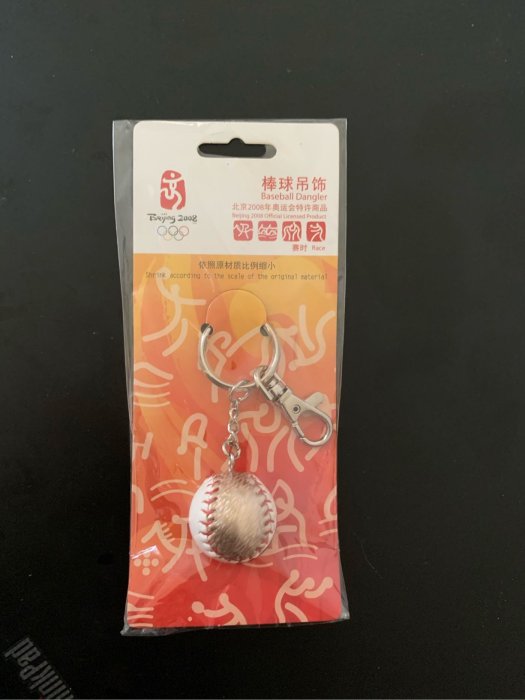 棒球吊饰
Baseball Dangler
北京2008年奥运会特许商品
Beijing 2008 Official Licensed Product
赛时 Race
Beijing 2008
依照原材质比例缩小
Shrink according to the scale of the original material
ThinkPad